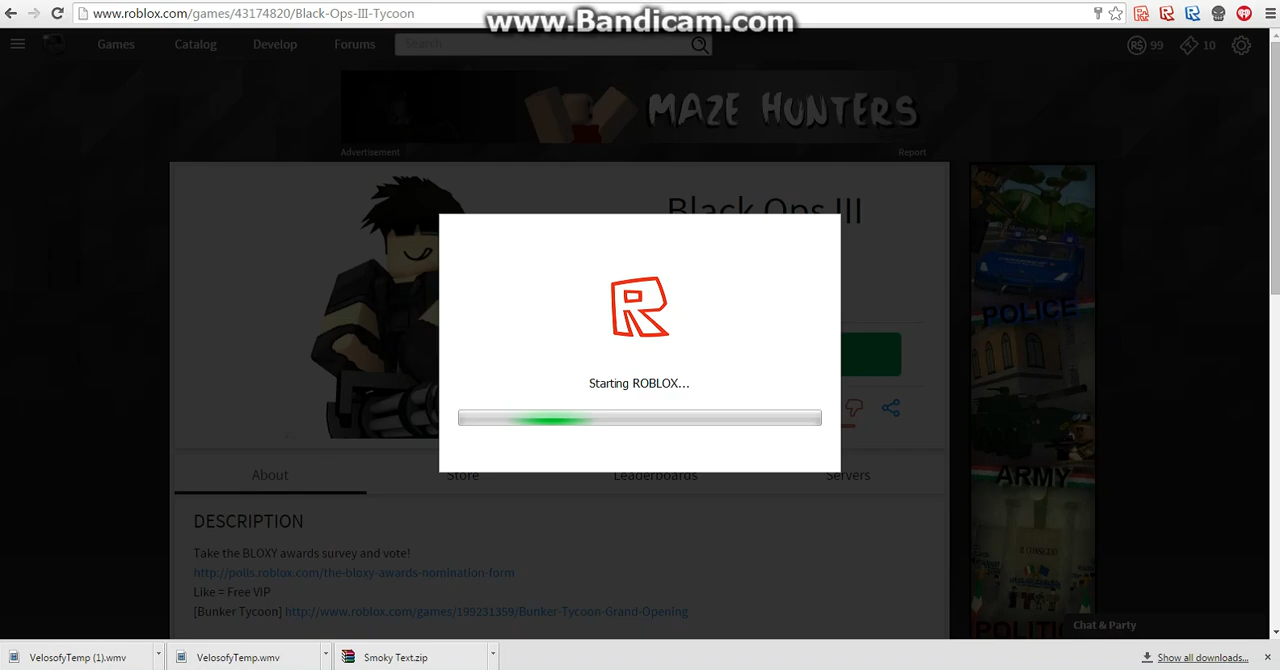 www.roblox.com/games/43174820/Black-Ops-III-Tycoon
www.Bandicam.com
Games
Catalog
Develop
Forums
Search
R$ 99
10
MAZE HUNTERS
Advertisement
Report
Black Ops III
R
Starting ROBLOX...
POLICE
ARMY
About
Store
Leaderboards
Servers
DESCRIPTION
Take the BLOXY awards survey and vote!
http://polls.roblox.com/the-bloxy-awards-nomination-form
Like = Free VIP
[Bunker Tycoon] http://www.roblox.com/games/199231359/Bunker-Tycoon-Grand-Opening
Chat & Party
VelosofyTemp (1).wmv
VelosofyTemp.wmv
Smoky Text.zip
Show all downloads...